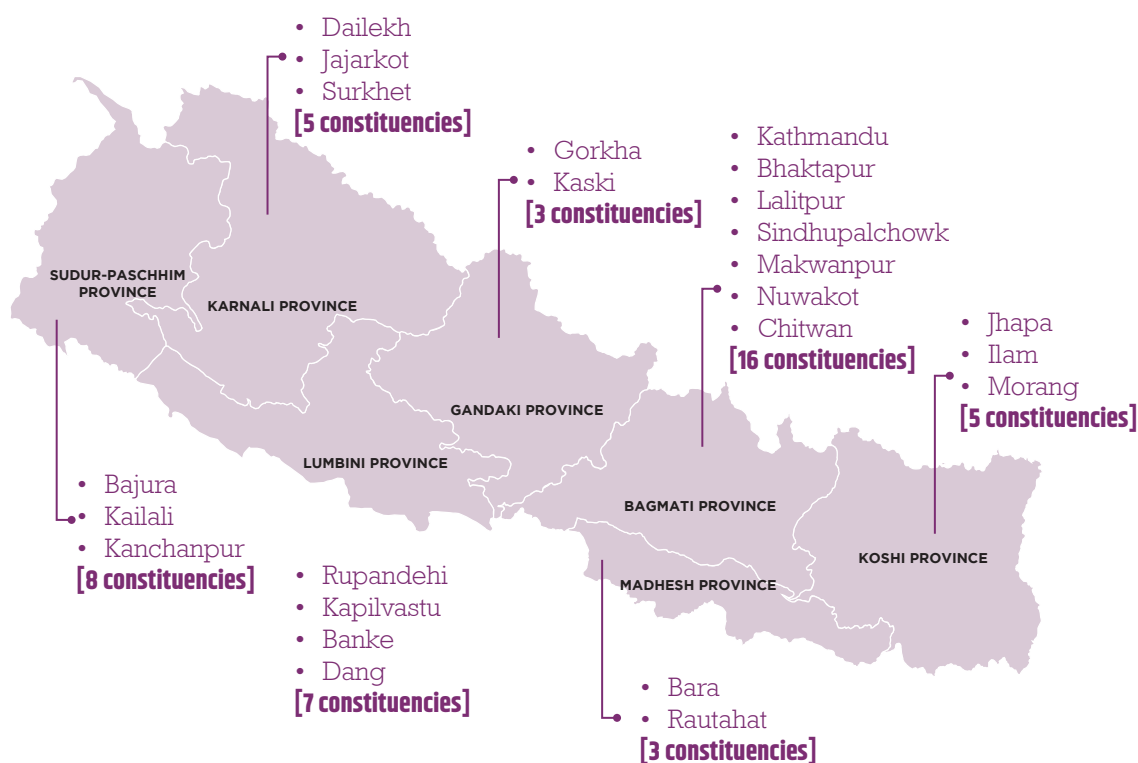 • Dailekh
• Jajarkot
• Surkhet
[5 constituencies]
• Gorkha
• Kaski
[3 constituencies]
• Kathmandu
• Bhaktapur
• Lalitpur
• Sindhupalchowk
• Makwanpur
• Nuwakot
• Chitwan
[16 constituencies]
• Jhapa
• Ilam
• Morang
[5 constituencies]
SUDUR-PASCHHIM
PROVINCE
KARNALI PROVINCE
GANDAKI PROVINCE
LUMBINI PROVINCE
BAGMATI PROVINCE
KOSHI PROVINCE
MADHESH PROVINCE
• Bajura
• Kailali
• Kanchanpur
[8 constituencies]
• Rupandehi
• Kapilvastu
• Banke
• Dang
[7 constituencies]
• Bara
• Rautahat
[3 constituencies]